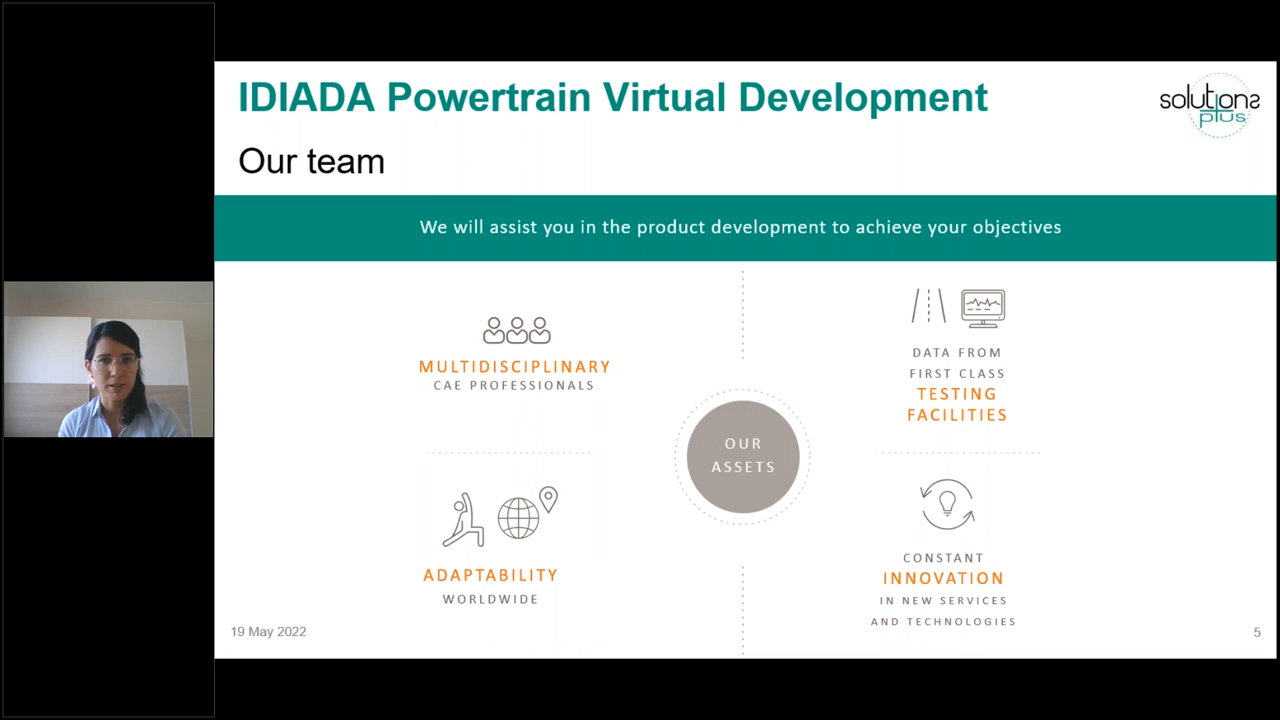 IDIADA Powertrain Virtual Development
solutions
plus
Our team
We will assist you in the product development to achieve your objectives
MULTIDISCIPLINARY
CAE PROFESSIONALS
DATA FROM
FIRST CLASS
TESTING
FACILITIES
OUR
ASSETS
ADAPTABILITY
WORLDWIDE
CONSTANT
INNOVATION
IN NEW SERVICES
AND TECHNOLOGIES
19 May 2022
5